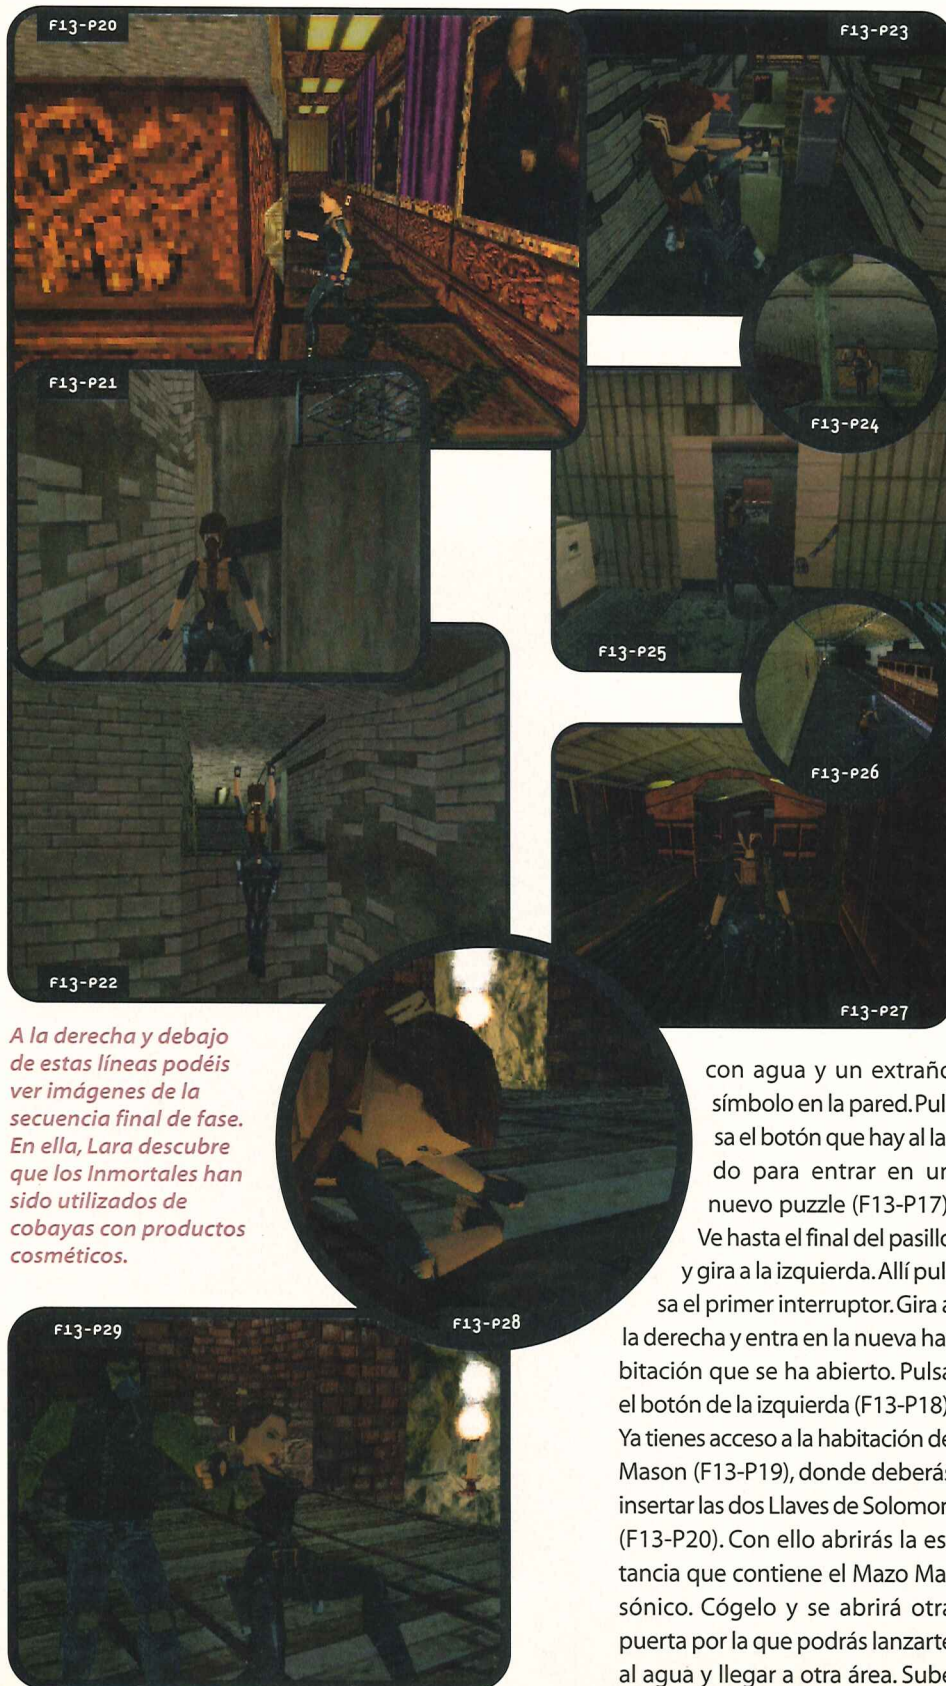 F13-P20
F13-P23
F13-P21
F13-P24
F13-P25
F13-P26
F13-P22
F13-P27
A la derecha y debajo
de estas líneas podéis
ver imágenes de la
secuencia final de fase.
En ella, Lara descubre
que los Inmortales han
sido utilizados de
cobayas con productos
cosméticos.
F13-P28
F13-P29
con agua y un extraño
símbolo en la pared. Pul
sa el botón que hay al la
do para entrar en un
nuevo puzzle (F13-P17)
Ve hasta el final del pasillo
y gira a la izquierda. Allí pul
sa el primer interruptor. Gira a
la derecha y entra en la nueva ha
bitación que se ha abierto. Pulsa
el botón de la izquierda (F13-P18)
Ya tienes acceso a la habitación de
Mason (F13-P19), donde deberás
insertar las dos Llaves de Solomon
(F13-P20). Con ello abrirás la es
tancia que contiene el Mazo Ma
sónico. Cógelo y se abrirá otra
puerta por la que podrás lanzarte
al agua y llegar a otra área. Sube